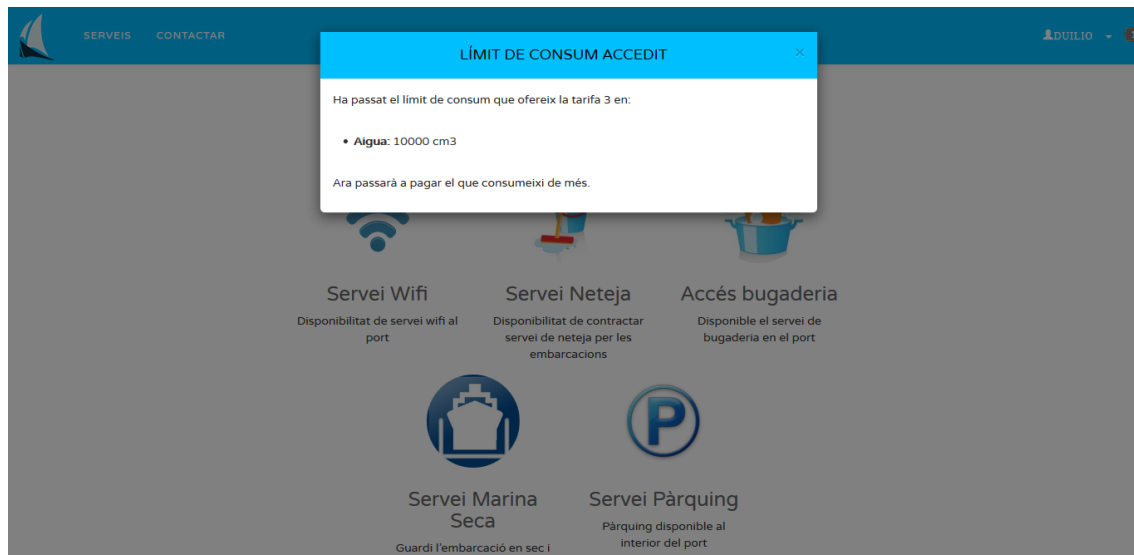 SERVEIS CONTACTAR
DUILIO
LÍMIT DE CONSUM ACCEDIT ×
Ha passat el límit de consum que ofereix la tarifa 3 en:
• Aigua: 10000 cm3
Ara passarà a pagar el que consumeixi de més.
Servei Wifi
Disponibilitat de servei wifi al
port
Servei Neteja
Disponibilitat de contractar
servei de neteja per les
embarcacions
Accés bugaderia
Disponible el servei de
bugaderia en el port
P
Servei Marina
Seca
Guardi l'embarcació en sec i
Servei Pàrquing
Pàrquing disponible al
interior del port